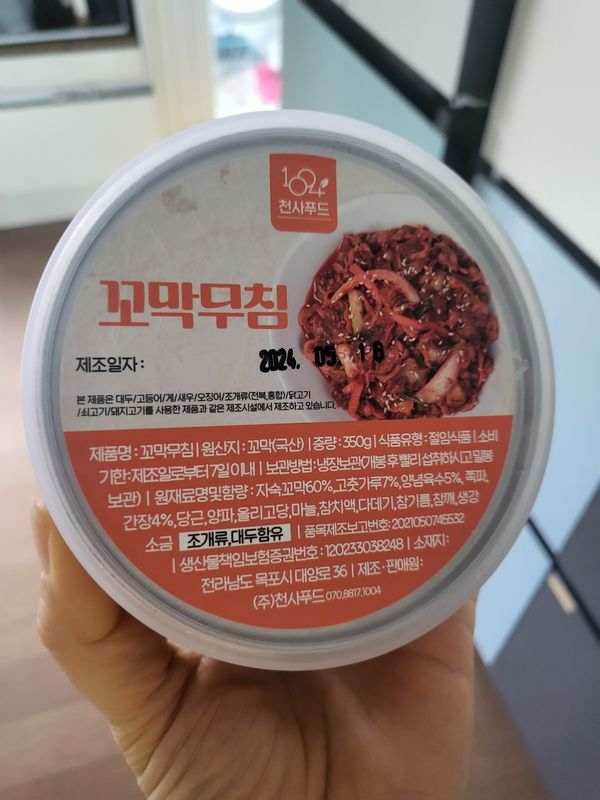 1004
천사푸드
꼬막무침
제조일자 : 2024. 05. 16
본 제품은 대두/고등어/게/새우/오징어/조개류(전복,홍합)/닭고기
/쇠고기/돼지고기를 사용한 제품과 같은 제조시설에서 제조하고 있습니다.
제품명 : 꼬막무침 | 원산지 : 꼬막(국산) | 중량 : 350g | 식품유형 : 절임식품 | 소비
기한 : 제조일로부터 7일 이내 | 보관방법 : 냉장보관(개봉 후 빨리 섭취하시고 밀봉
보관) | 원재료명및함량 : 자숙꼬막60%,고춧가루7%,양념육수5%, 쪽파,
간장4%,당근,양파,올리고당,마늘,참치액,다데기,참기름,참깨,생강
소금 조개류,대두함유 | 품목제조보고번호 : 2021050745532
| 생산물책임보험증권번호 : 120233038248 | 소재지 :
전라남도 목포시 대양로 36 | 제조 · 판매원 :
(주)천사푸드 070.8817.1004